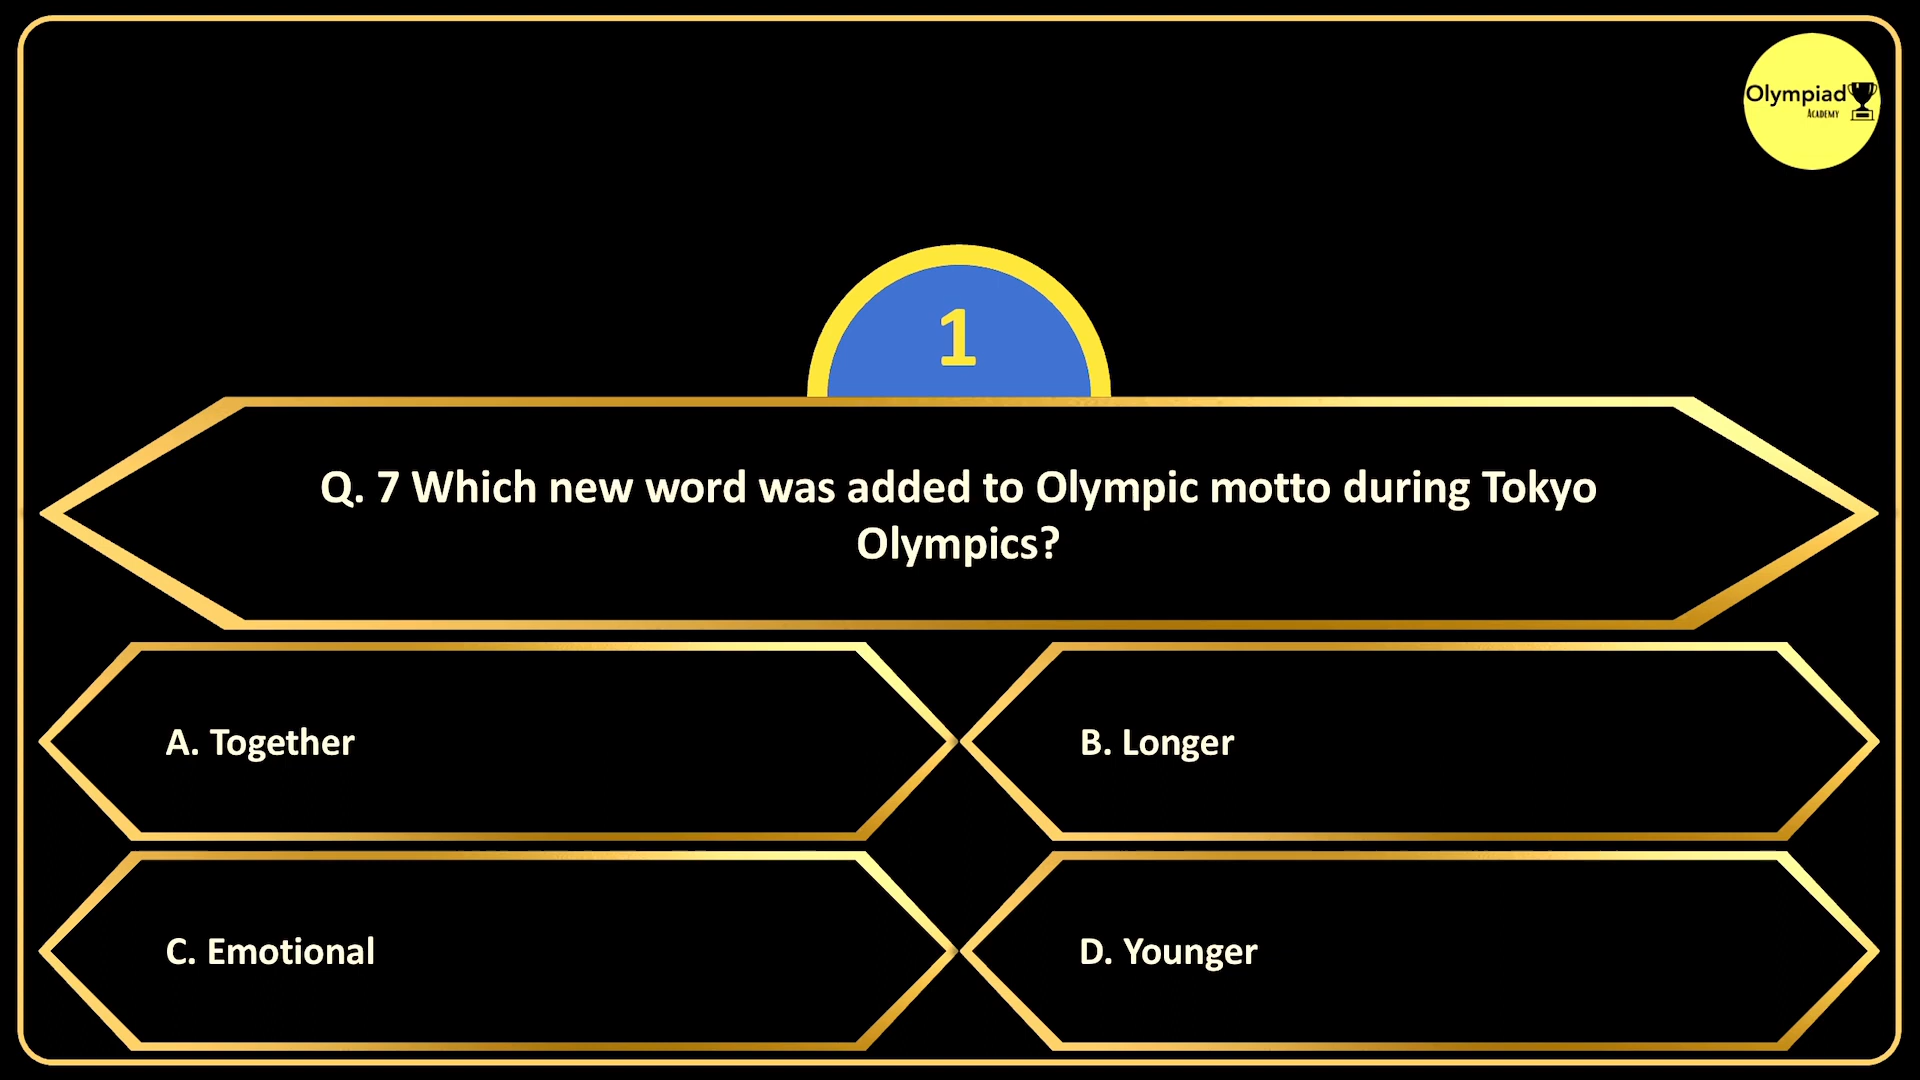 Olympiad
Academy
1
Q. 7 Which new word was added to Olympic motto during Tokyo
Olympics?
A. Together
B. Longer
C. Emotional
D. Younger